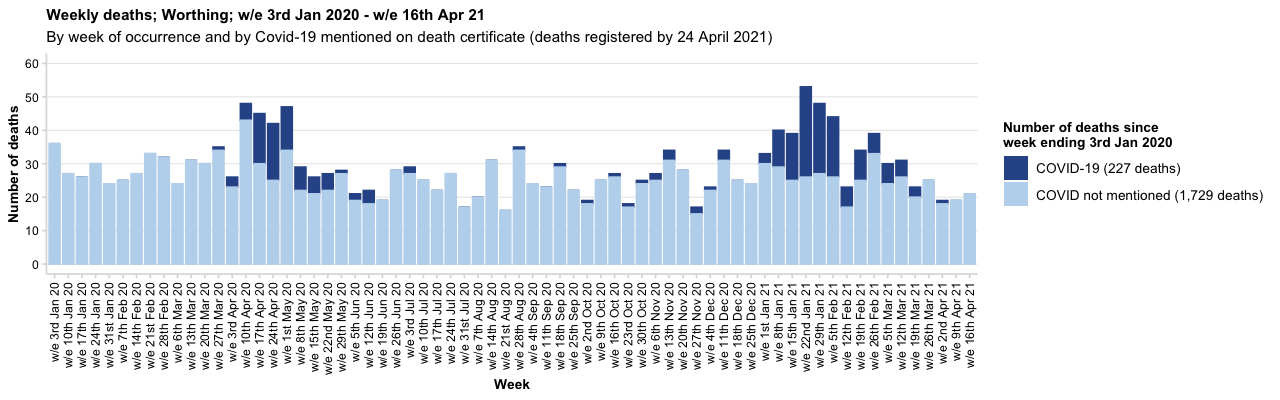 Weekly deaths; Worthing; w/e 3rd Jan 2020 - w/e 16th Apr 21
By week of occurrence and by Covid-19 mentioned on death certificate (deaths registered by 24 April 2021)
Number of deaths
60
50
40
30
20
10
0
w/e 3rd Jan 20
w/e 10th Jan 20
w/e 17th Jan 20
w/e 24th Jan 20
w/e 31st Jan 20
w/e 7th Feb 20
w/e 14th Feb 20
w/e 21st Feb 20
w/e 28th Feb 20
w/e 6th Mar 20
w/e 13th Mar 20
w/e 20th Mar 20
w/e 27th Mar 20
w/e 3rd Apr 20
w/e 10th Apr 20
w/e 17th Apr 20
w/e 24th Apr 20
w/e 1st May 20
w/e 8th May 20
w/e 15th May 20
w/e 22nd May 20
w/e 29th May 20
w/e 5th Jun 20
w/e 12th Jun 20
w/e 19th Jun 20
w/e 26th Jun 20
w/e 3rd Jul 20
w/e 10th Jul 20
w/e 17th Jul 20
w/e 24th Jul 20
w/e 31st Jul 20
w/e 7th Aug 20
w/e 14th Aug 20
w/e 21st Aug 20
w/e 28th Aug 20
w/e 4th Sep 20
w/e 11th Sep 20
w/e 18th Sep 20
w/e 25th Sep 20
w/e 2nd Oct 20
w/e 9th Oct 20
w/e 16th Oct 20
w/e 23rd Oct 20
w/e 30th Oct 20
w/e 6th Nov 20
w/e 13th Nov 20
w/e 20th Nov 20
w/e 27th Nov 20
w/e 4th Dec 20
w/e 11th Dec 20
w/e 18th Dec 20
w/e 25th Dec 20
w/e 1st Jan 21
w/e 8th Jan 21
w/e 15th Jan 21
w/e 22nd Jan 21
w/e 29th Jan 21
w/e 5th Feb 21
w/e 12th Feb 21
w/e 19th Feb 21
w/e 26th Feb 21
w/e 5th Mar 21
w/e 12th Mar 21
w/e 19th Mar 21
w/e 26th Mar 21
w/e 2nd Apr 21
w/e 9th Apr 21
w/e 16th Apr 21
Week
Number of deaths since
week ending 3rd Jan 2020
COVID-19 (227 deaths)
COVID not mentioned (1,729 deaths)